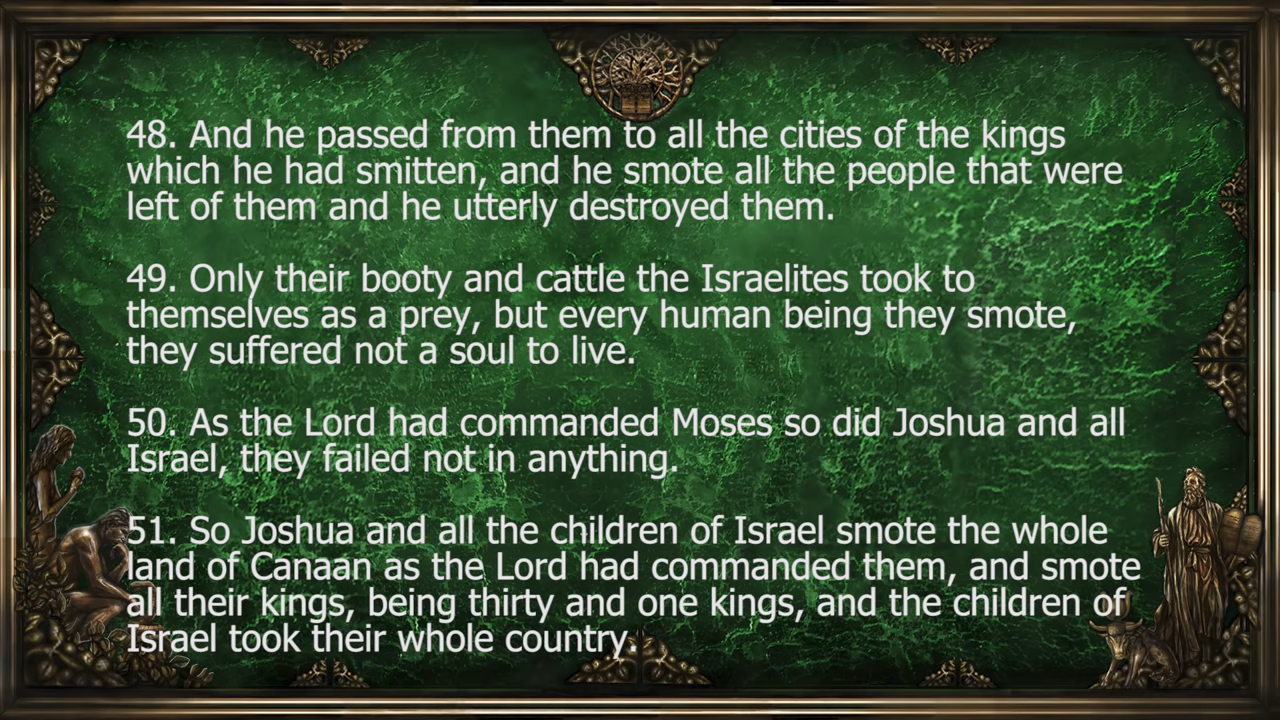 48. And he passed from them to all the cities of the kings
which he had smitten, and he smote all the people that were
left of them and he utterly destroyed them.
49. Only their booty and cattle the Israelites took to
themselves as a prey, but every human being they smote,
they suffered not a soul to live.
50. As the Lord had commanded Moses so did Joshua and all
Israel, they failed not in anything.
51. So Joshua and all the children of Israel smote the whole
land of Canaan as the Lord had commanded them, and smote
all their kings, being thirty and one kings, and the children of
Israel took their whole country.